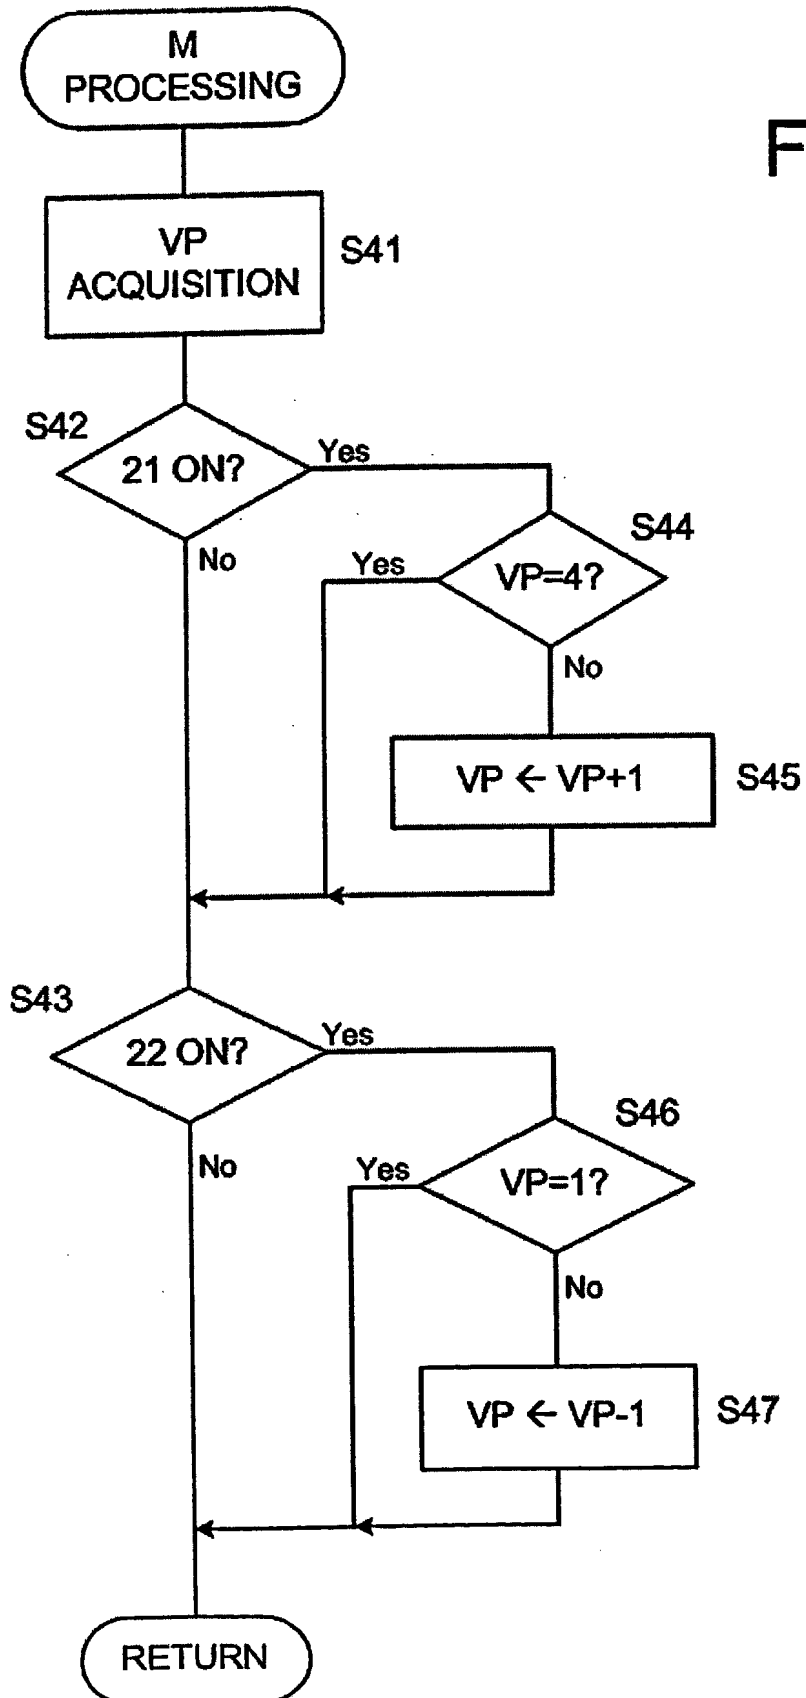 M
PROCESSING
F
VP
ACQUISITION
S41
S42
21 ON?
Yes
No
S44
VP=4?
Yes
No
VP ← VP+1
S45
S43
22 ON?
Yes
No
S46
VP=1?
Yes
No
VP ← VP-1
S47
RETURN